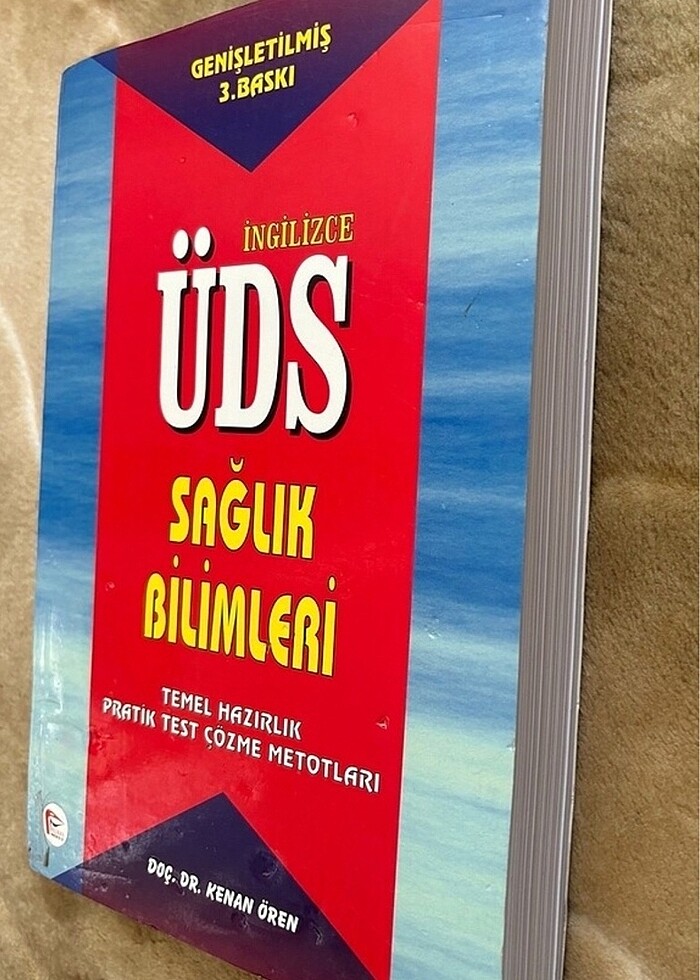 GENİŞLETİLMİŞ
3.BASKI
İNGİLİZCE
ÜDS
SAĞLIK
BİLİMLERİ
TEMEL HAZIRLIK
PRATİK TEST ÇÖZME METOTLARI
DOÇ. DR. KENAN ÖREN